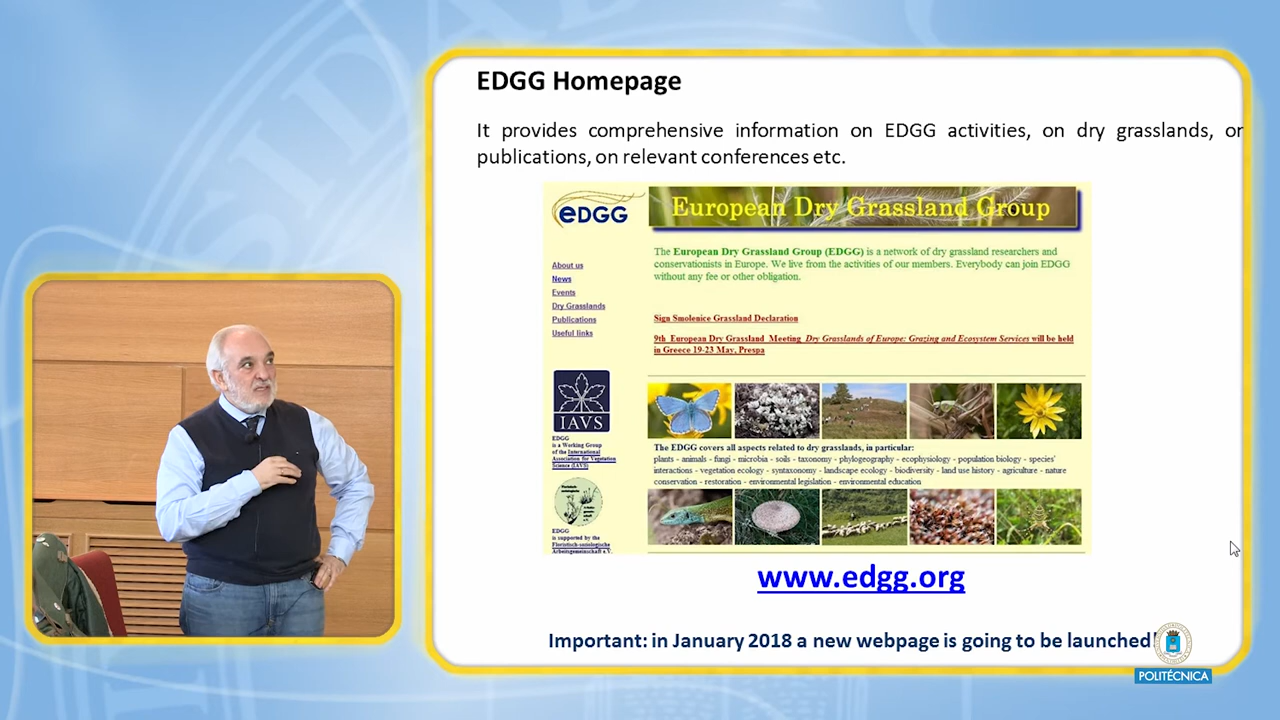 EDGG Homepage
It provides comprehensive information on EDGG activities, on dry grasslands, or
publications, on relevant conferences etc.
eDGG
European Dry Grassland Group
The European Dry Grassland Group (EDGG) is a network of dry grassland researchers and
conservationists in Europe. We live from the activities of our members. Everybody can join EDGG
without any fee or other obligation.
About us
News
Events
Dry Grasslands
Publications
Useful links
Sign Smolenice Grassland Declaration
9th European Dry Grassland Meeting Dry Grasslands of Europe: Grazing and Ecosystem Services will be held
in Greece 19-23 May, Prespa
IAVS
EDGG
is a Working Group
of the International
Association for Vegetation
Science (IAVS)
The EDGG covers all aspects related to dry grasslands, in particular:
plants - animals - fungi - microbia - soils - taxonomy - phylogeography - ecophysiology - population biology - species'
interactions - vegetation ecology - syntaxonomy - landscape ecology - biodiversity - land use history - agriculture - nature
conservation - restoration - environmental legislation - environmental education
EDGG
is supported by the
Floristisch-soziologische
Arbeitsgemeinschaft e.V.
www.edgg.org
Important: in January 2018 a new webpage is going to be launched!
POLITÉCNICA